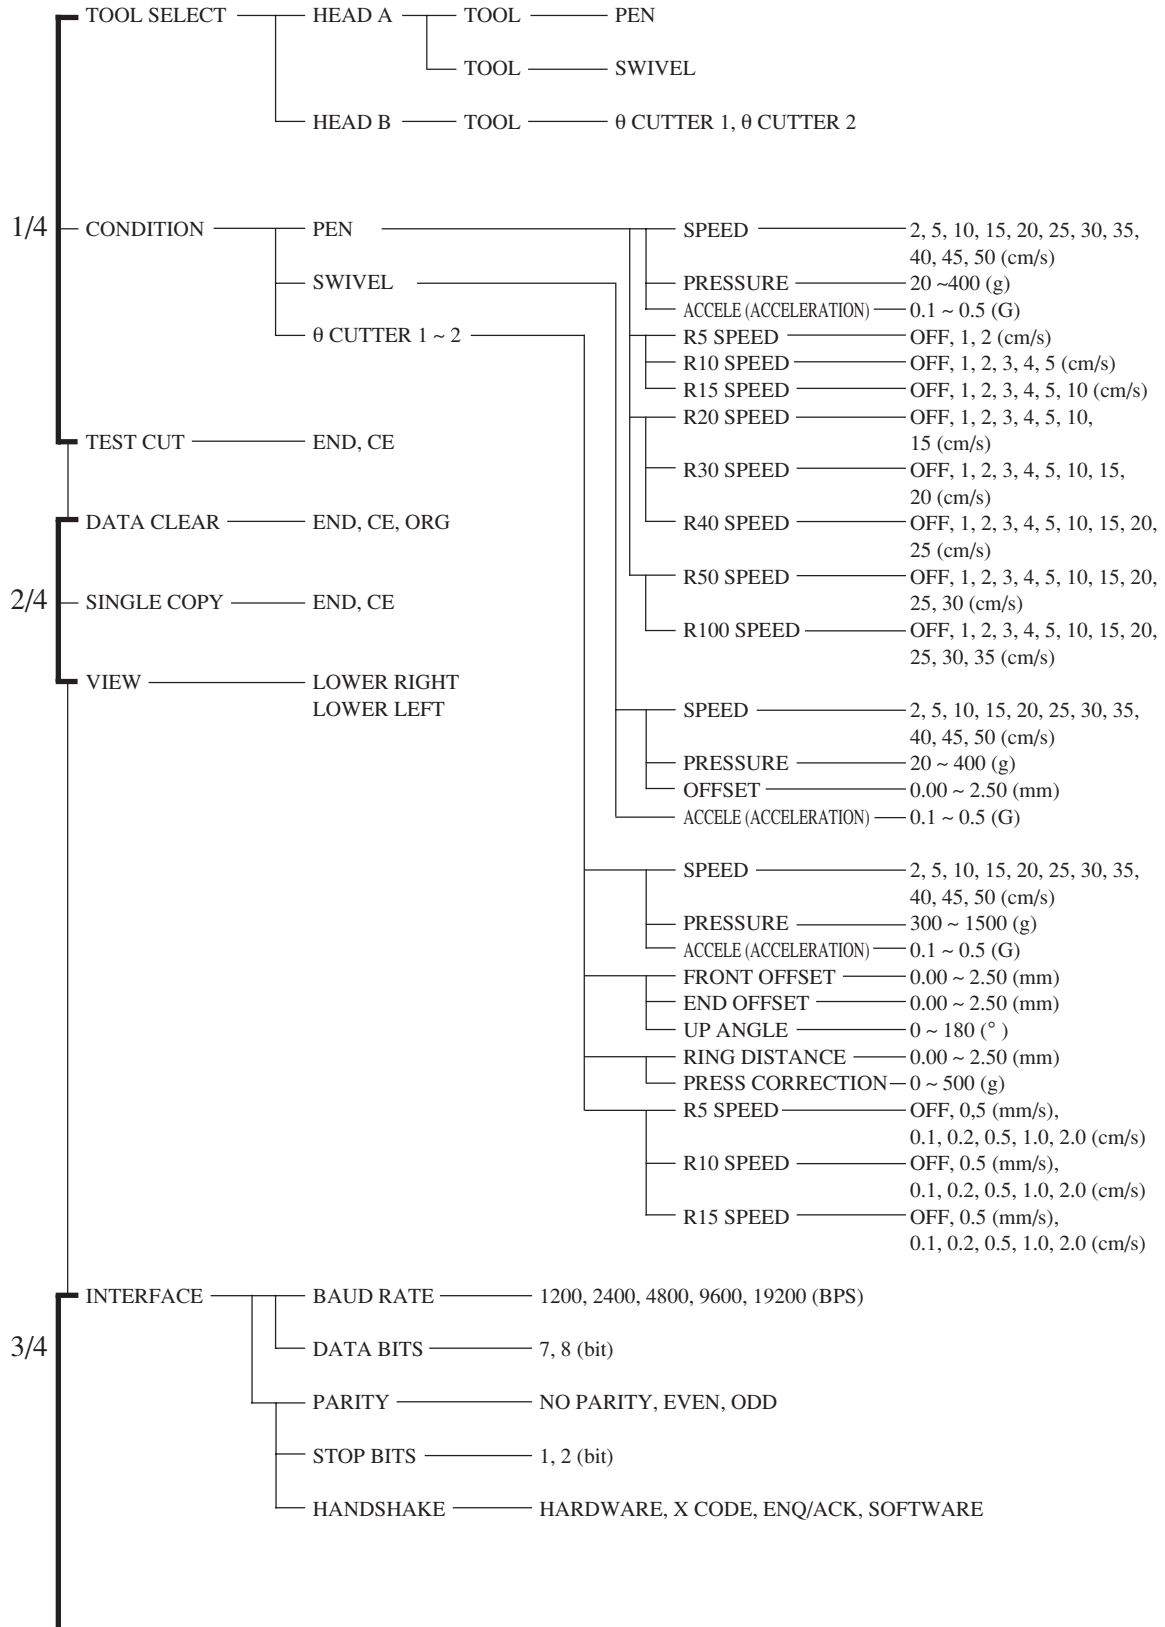 TOOL SELECT HEAD A TOOL PEN
TOOL SWIVEL
HEAD B TOOL θ CUTTER 1, θ CUTTER 2
1/4 CONDITION PEN SPEED 2, 5, 10, 15, 20, 25, 30, 35,
40, 45, 50 (cm/s)
SWIVEL PRESSURE 20 ~400 (g)
ACCELE (ACCELERATION) 0.1 ~ 0.5 (G)
θ CUTTER 1 ~ 2 R5 SPEED OFF, 1, 2 (cm/s)
R10 SPEED OFF, 1, 2, 3, 4, 5 (cm/s)
R15 SPEED OFF, 1, 2, 3, 4, 5, 10 (cm/s)
R20 SPEED OFF, 1, 2, 3, 4, 5, 10,
TEST CUT END, CE 15 (cm/s)
R30 SPEED OFF, 1, 2, 3, 4, 5, 10, 15,
20 (cm/s)
DATA CLEAR END, CE, ORG R40 SPEED OFF, 1, 2, 3, 4, 5, 10, 15, 20,
25 (cm/s)
R50 SPEED OFF, 1, 2, 3, 4, 5, 10, 15, 20,
2/4 SINGLE COPY END, CE 25, 30 (cm/s)
R100 SPEED OFF, 1, 2, 3, 4, 5, 10, 15, 20,
25, 30, 35 (cm/s)
VIEW LOWER RIGHT
LOWER LEFT SPEED 2, 5, 10, 15, 20, 25, 30, 35,
40, 45, 50 (cm/s)
PRESSURE 20 ~ 400 (g)
OFFSET 0.00 ~ 2.50 (mm)
ACCELE (ACCELERATION) 0.1 ~ 0.5 (G)
SPEED 2, 5, 10, 15, 20, 25, 30, 35,
40, 45, 50 (cm/s)
PRESSURE 300 ~ 1500 (g)
ACCELE (ACCELERATION) 0.1 ~ 0.5 (G)
FRONT OFFSET 0.00 ~ 2.50 (mm)
END OFFSET 0.00 ~ 2.50 (mm)
UP ANGLE 0 ~ 180 (° )
RING DISTANCE 0.00 ~ 2.50 (mm)
PRESS CORRECTION 0 ~ 500 (g)
R5 SPEED OFF, 0,5 (mm/s),
0.1, 0.2, 0.5, 1.0, 2.0 (cm/s)
R10 SPEED OFF, 0.5 (mm/s),
0.1, 0.2, 0.5, 1.0, 2.0 (cm/s)
R15 SPEED OFF, 0.5 (mm/s),
0.1, 0.2, 0.5, 1.0, 2.0 (cm/s)
INTERFACE BAUD RATE 1200, 2400, 4800, 9600, 19200 (BPS)
3/4 DATA BITS 7, 8 (bit)
PARITY NO PARITY, EVEN, ODD
STOP BITS 1, 2 (bit)
HANDSHAKE HARDWARE, X CODE, ENQ/ACK, SOFTWARE